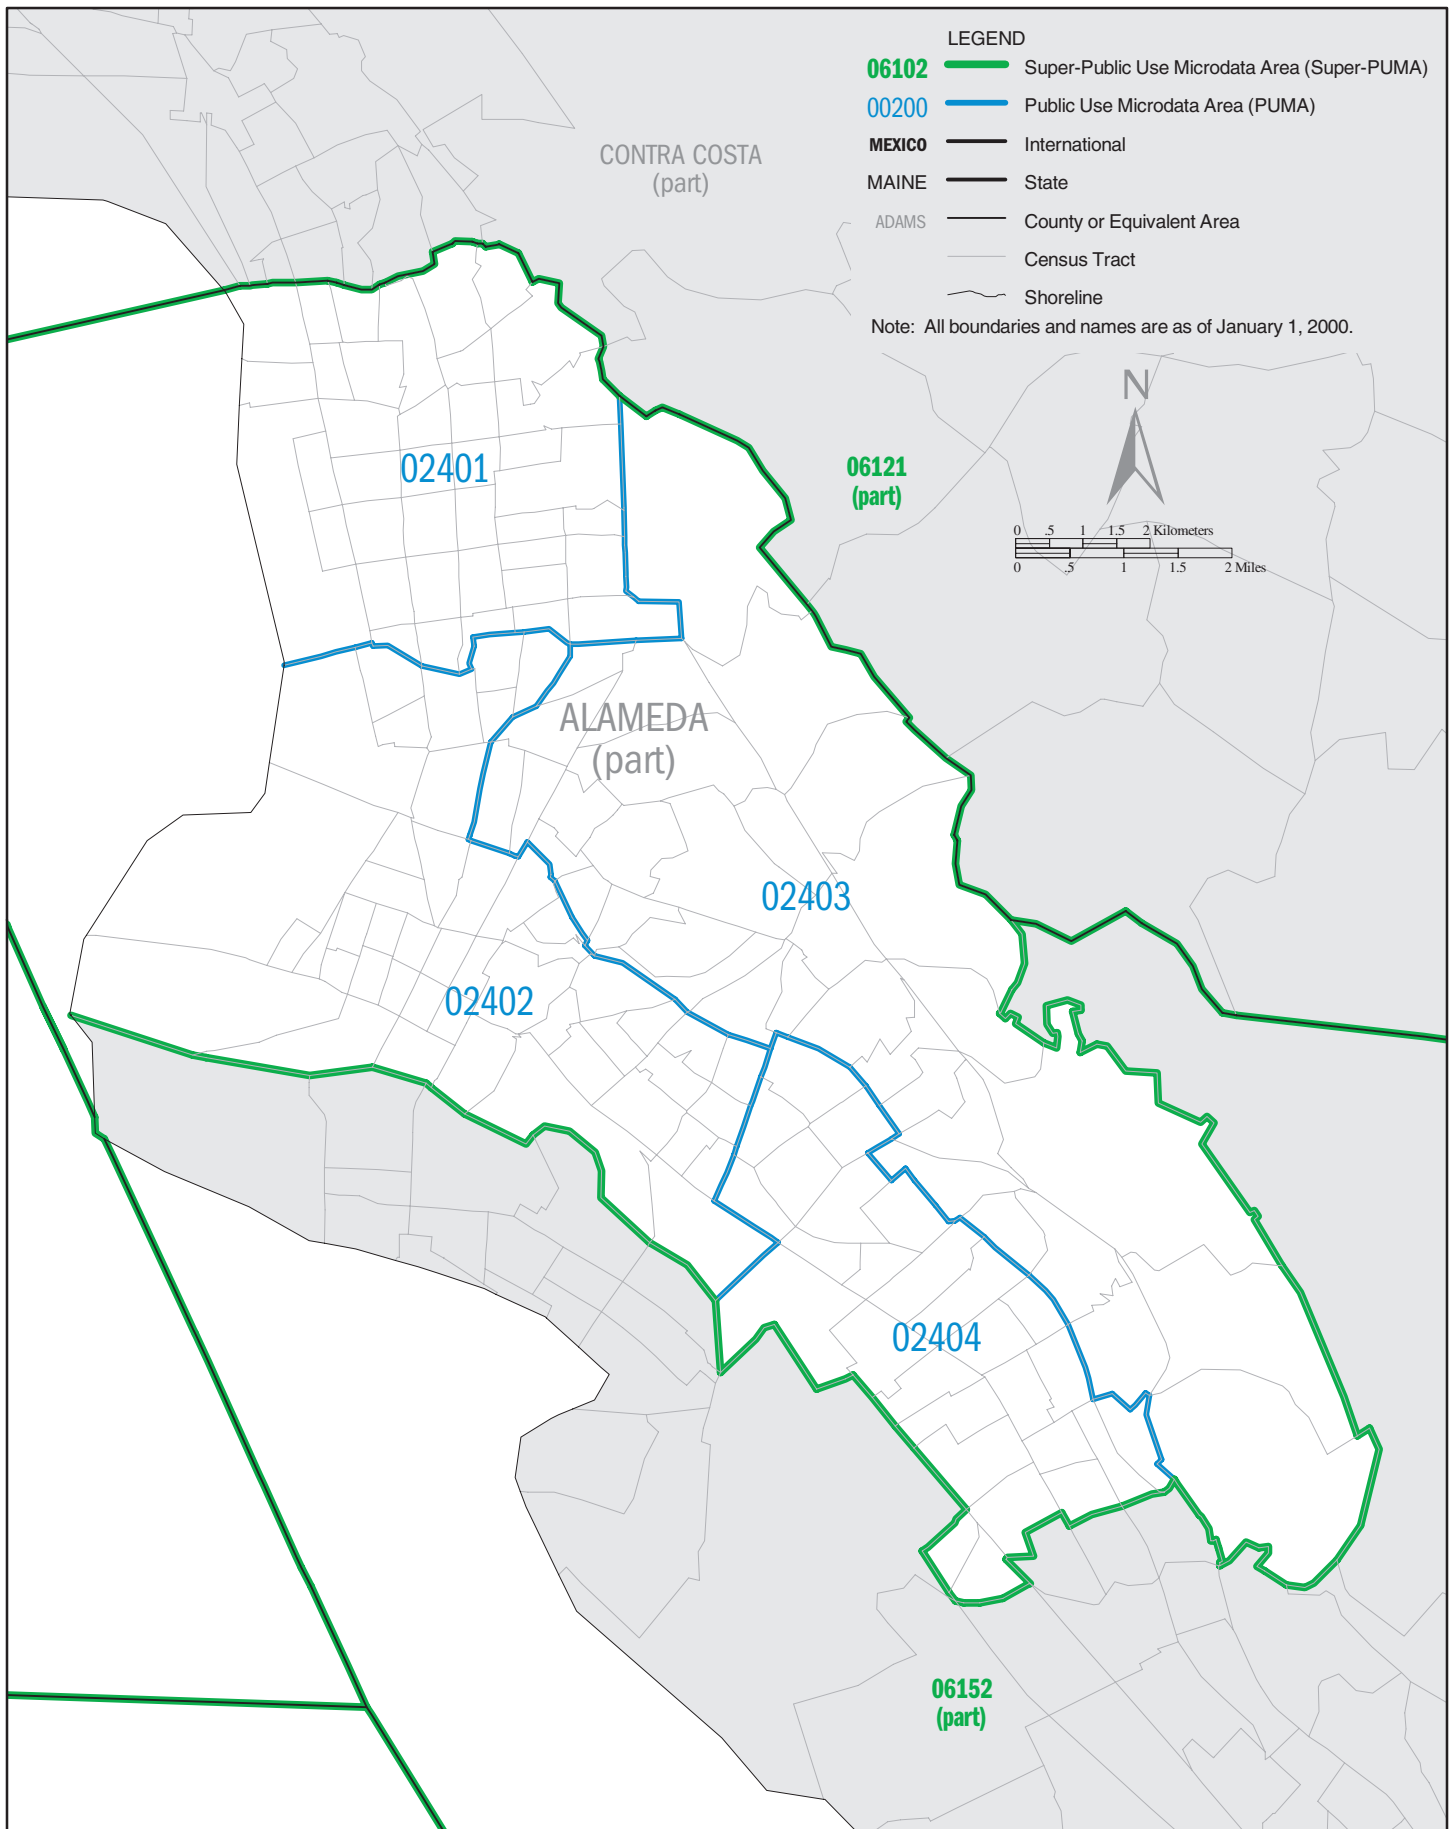 LEGEND
06102 Super-Public Use Microdata Area (Super-PUMA)
00200 Public Use Microdata Area (PUMA)
MEXICO International
MAINE State
ADAMS County or Equivalent Area
Census Tract
Shoreline
Note: All boundaries and names are as of January 1, 2000.
CONTRA COSTA
(part)
N
06121
(part)
02401
0 .5 1 1.5 2 Kilometers
0 .5 1 1.5 2 Miles
ALAMEDA
(part)
02403
02402
02404
06152
(part)